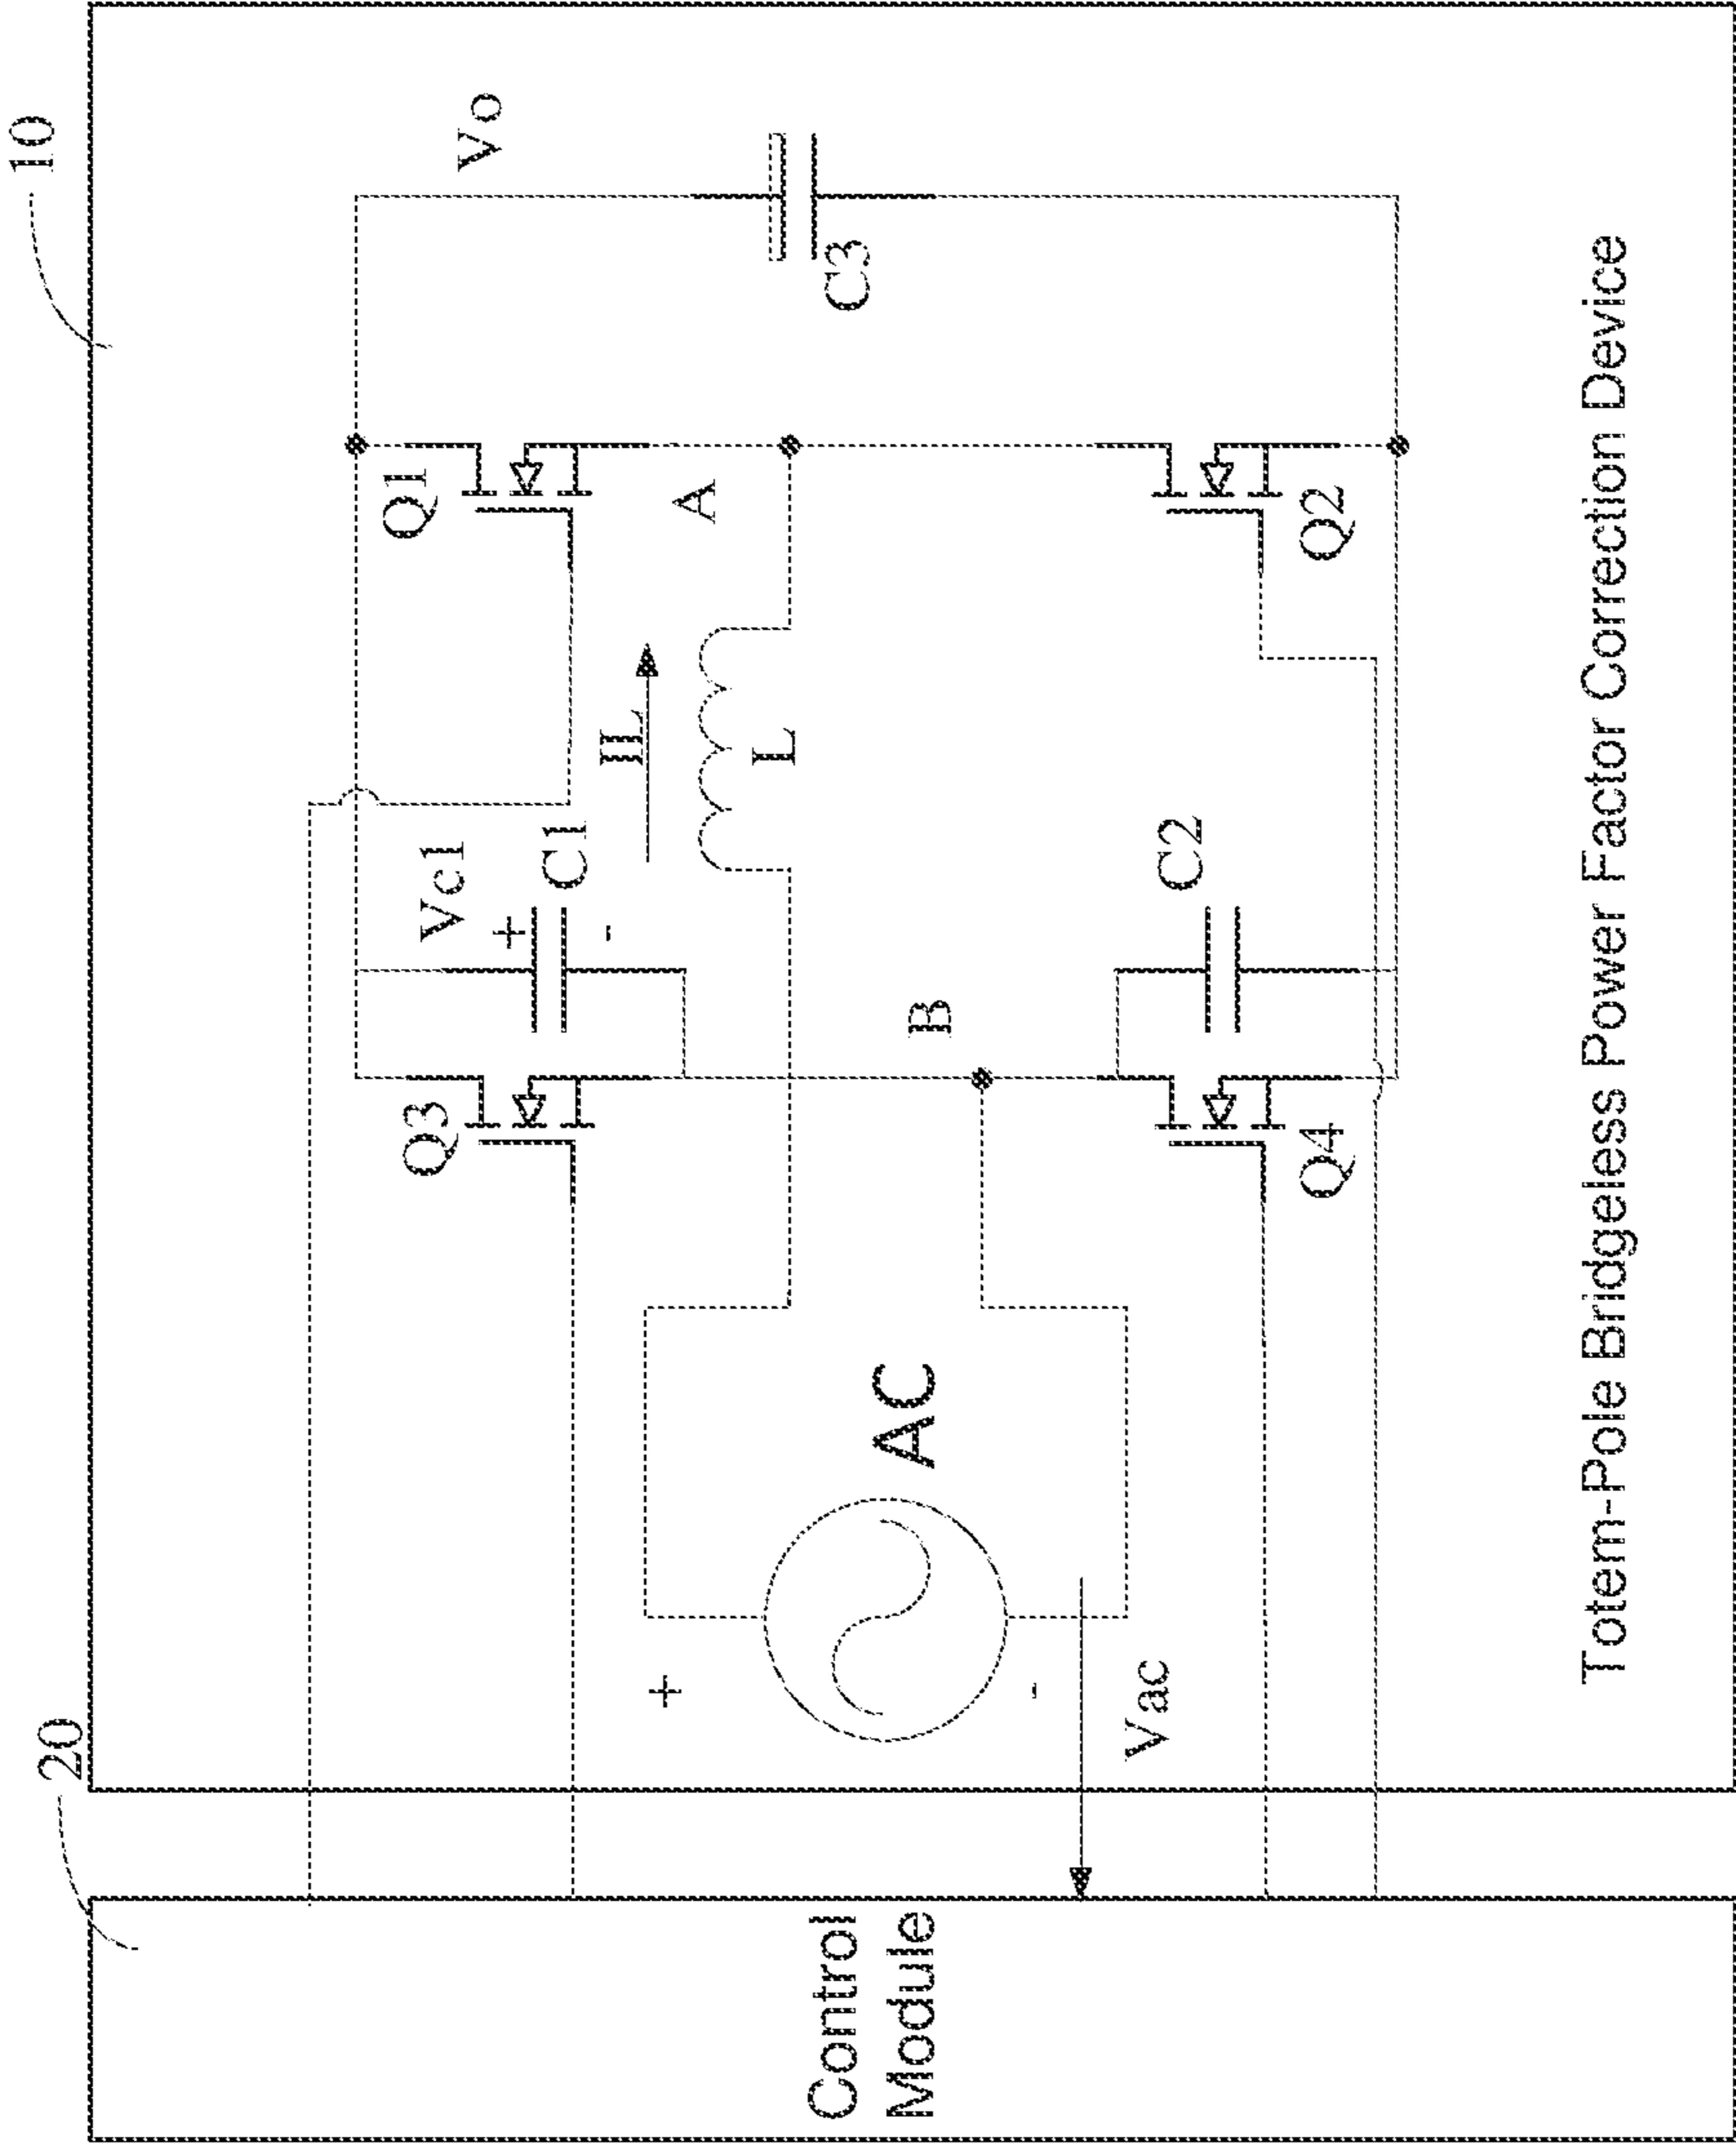 10
20
Vo
Q1
A
C3
Vc1
+
C1
-
IL
L
Q3
B
C2
Q2
Q4
+
AC
-
Vac
Control
Module
Totem-Pole Bridgeless Power Factor Correction Device